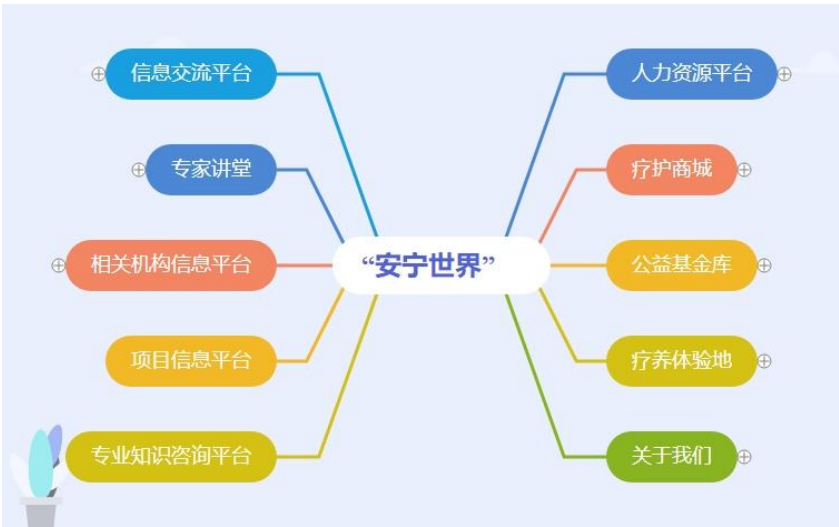 信息交流平台
专家讲堂
相关机构信息平台
项目信息平台
专业知识咨询平台
“安宁世界”
人力资源平台
疗护商城
公益基金库
疗养体验地
关于我们